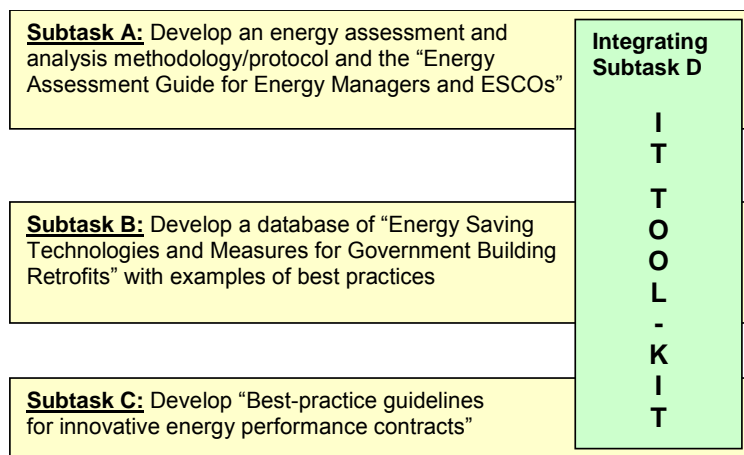 Subtask A: Develop an energy assessment and
analysis methodology/protocol and the “Energy
Assessment Guide for Energy Managers and ESCOs”
Subtask B: Develop a database of “Energy Saving
Technologies and Measures for Government Building
Retrofits” with examples of best practices
Subtask C: Develop “Best-practice guidelines
for innovative energy performance contracts”
Integrating
Subtask D
I
T
T
O
O
L
-
K
I
T